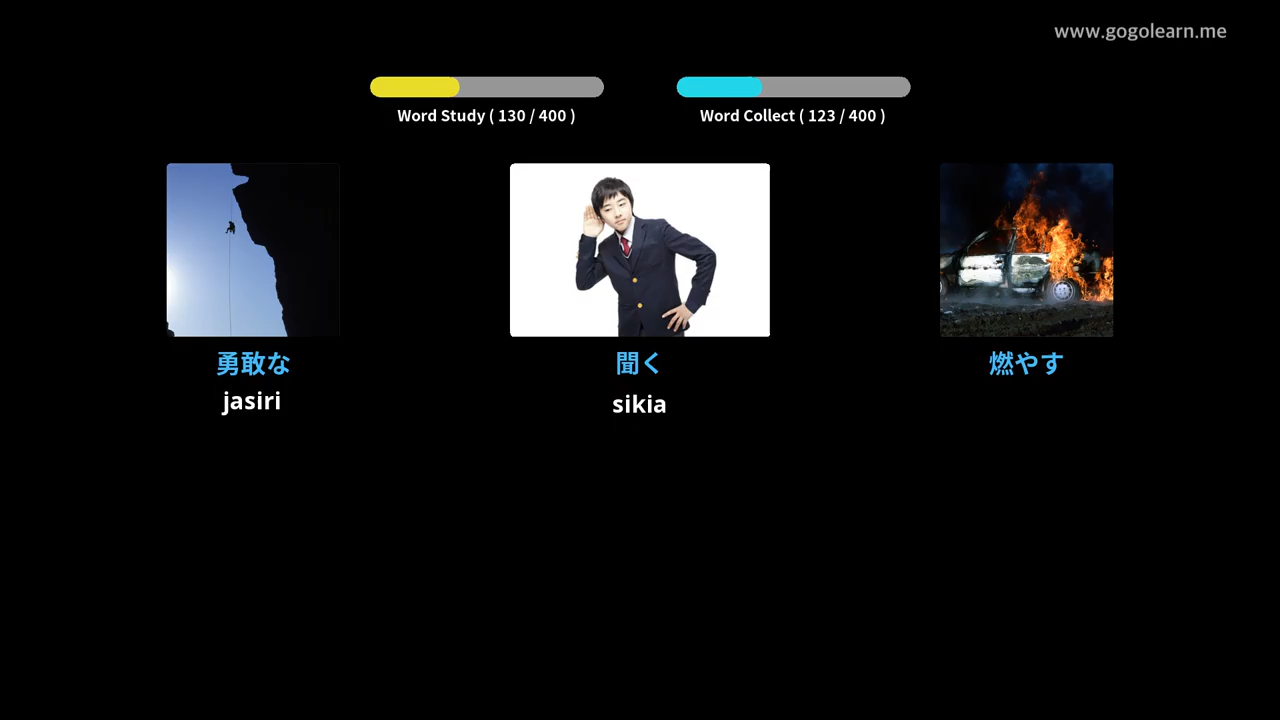 www.gogolearn.me
Word Study ( 130 / 400 )
Word Collect ( 123 / 400 )
勇敢な
聞く
燃やす
jasiri
sikia